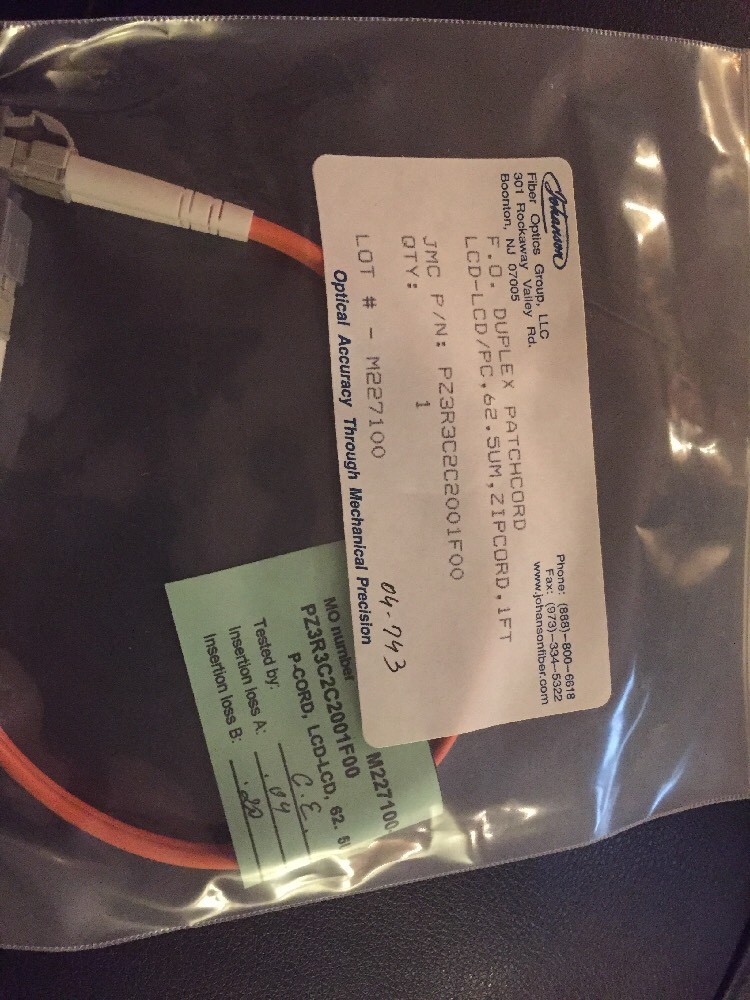 Johanson
Fiber Optics Group, LLC
301 Rockaway Valley Rd.
Boonton, NJ 07005
Phone: (888)-800-6618
Fax: (973)-334-5322
www.johansonfiber.com
F.O. DUPLEX PATCHCORD
LCD-LCD/PC,62.5UM,ZIPCORD,1FT
JMC P/N: PZ3R3C2C2001F00
QTY: 1
LOT # - M227100
04-743
Optical Accuracy Through Mechanical Precision
MO number M227100
PZ3R3C2C2001F00
P-CORD, LCD-LCD, 62.5U
Tested by: C.E.
Insertion loss A: .04
Insertion loss B: .20